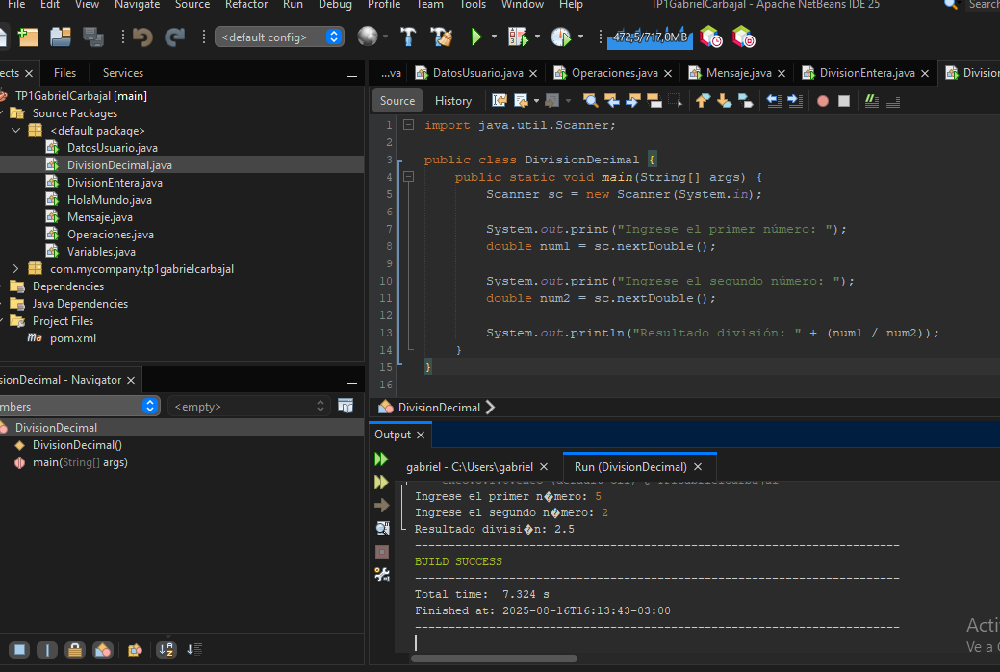 File Edit View Navigate Source Refactor Run Debug Profile Team Tools Window Help TP1GabrielCarbajal - Apache NetBeans IDE 25 Searc
<default config> 472,5/717,0MB
ects Files Services
...va DatosUsuario.java Operaciones.java Mensaje.java DivisionEntera.java Division
TP1GabrielCarbajal [main]
Source Packages
<default package>
DatosUsuario.java
DivisionDecimal.java
DivisionEntera.java
HolaMundo.java
Mensaje.java
Operaciones.java
Variables.java
com.mycompany.tp1gabrielcarbajal
Dependencies
Java Dependencies
Project Files
pom.xml
Source History
1 import java.util.Scanner;
2
3 public class DivisionDecimal {
4 public static void main(String[] args) {
5 Scanner sc = new Scanner(System.in);
6
7 System.out.print("Ingrese el primer número: ");
8 double num1 = sc.nextDouble();
9
10 System.out.print("Ingrese el segundo número: ");
11 double num2 = sc.nextDouble();
12
13 System.out.println("Resultado división: " + (num1 / num2));
14 }
15 }
16
DivisionDecimal
sionDecimal - Navigator
mbers <empty>
DivisionDecimal
DivisionDecimal()
main(String[] args)
Output
gabriel - C:\Users\gabriel Run (DivisionDecimal)
Ingrese el primer n�mero: 5
Ingrese el segundo n�mero: 2
Resultado divisi�n: 2.5
------------------------------------------------------------------------
BUILD SUCCESS
------------------------------------------------------------------------
Total time: 7.324 s
Finished at: 2025-08-16T16:13:43-03:00
------------------------------------------------------------------------
Acti
Ve a C